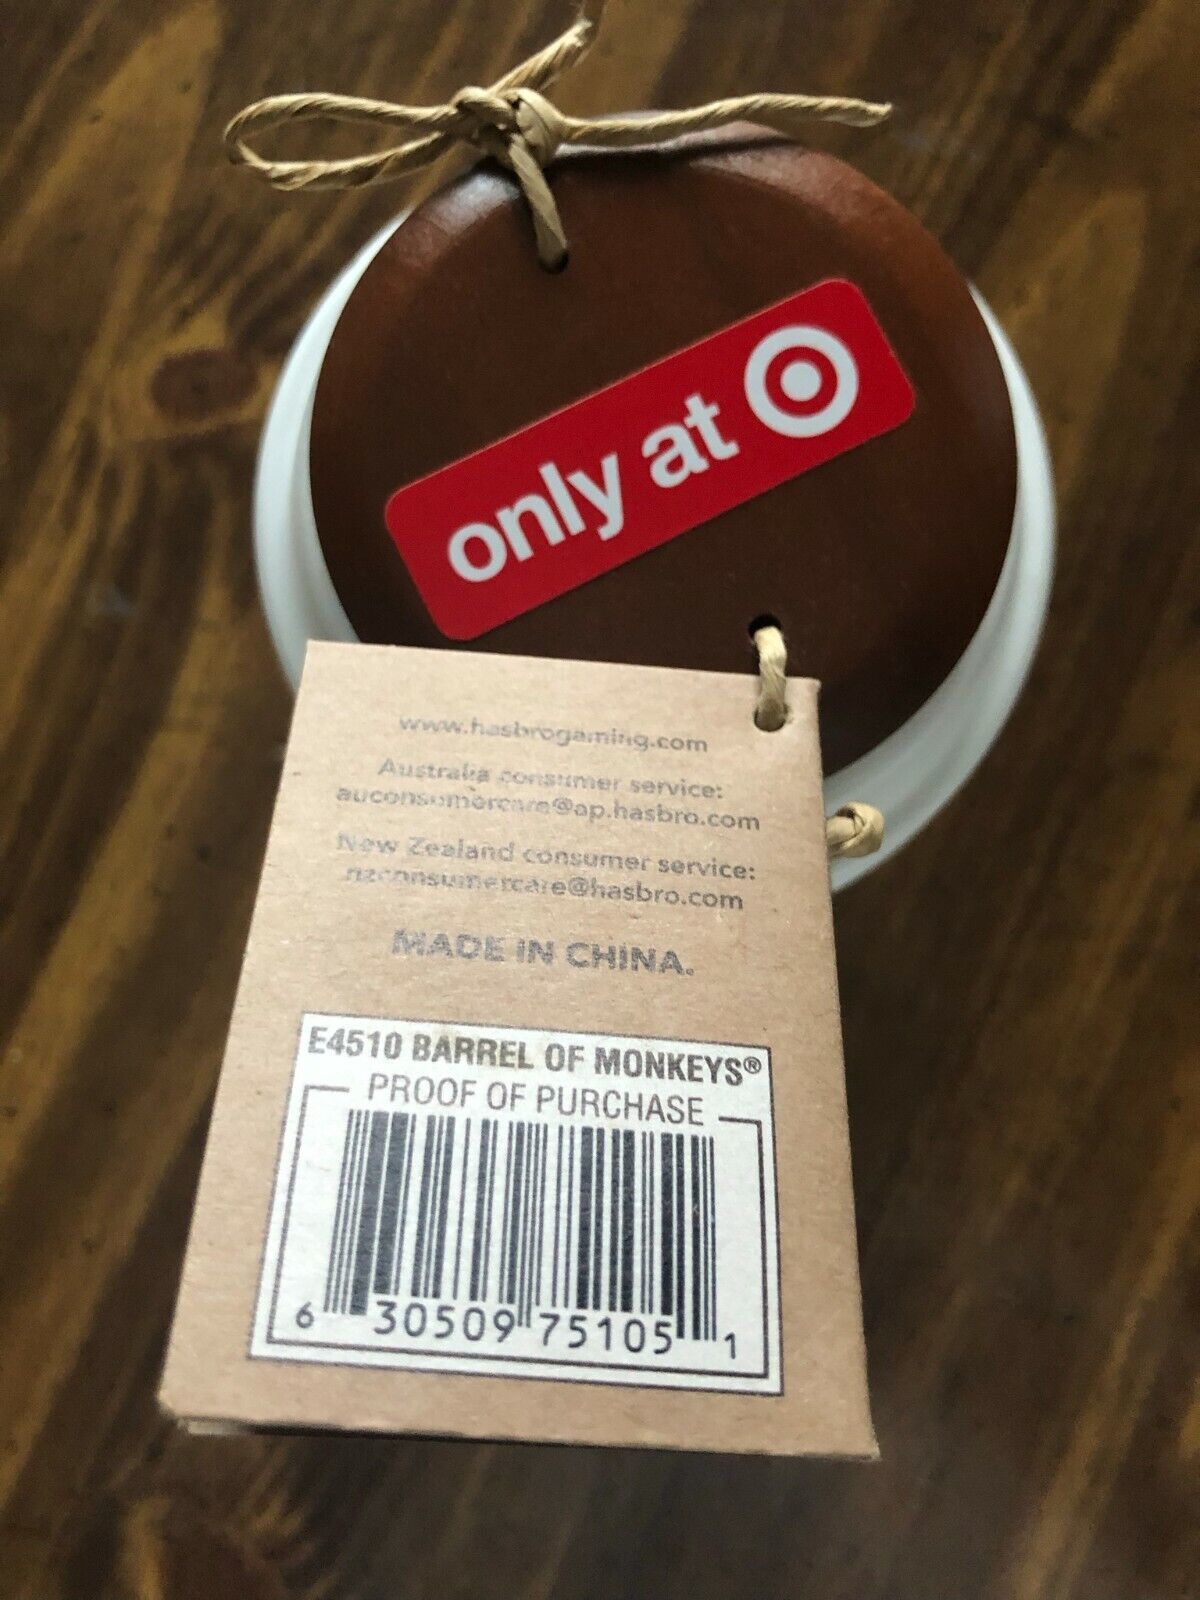 only at
www.hasbrogaming.com
Australia consumer service:
auconsumercare@ap.hasbro.com
New Zealand consumer service:
nzconsumercare@hasbro.com
MADE IN CHINA.
E4510 BARREL OF MONKEYS®
PROOF OF PURCHASE
6 30509 75105 1